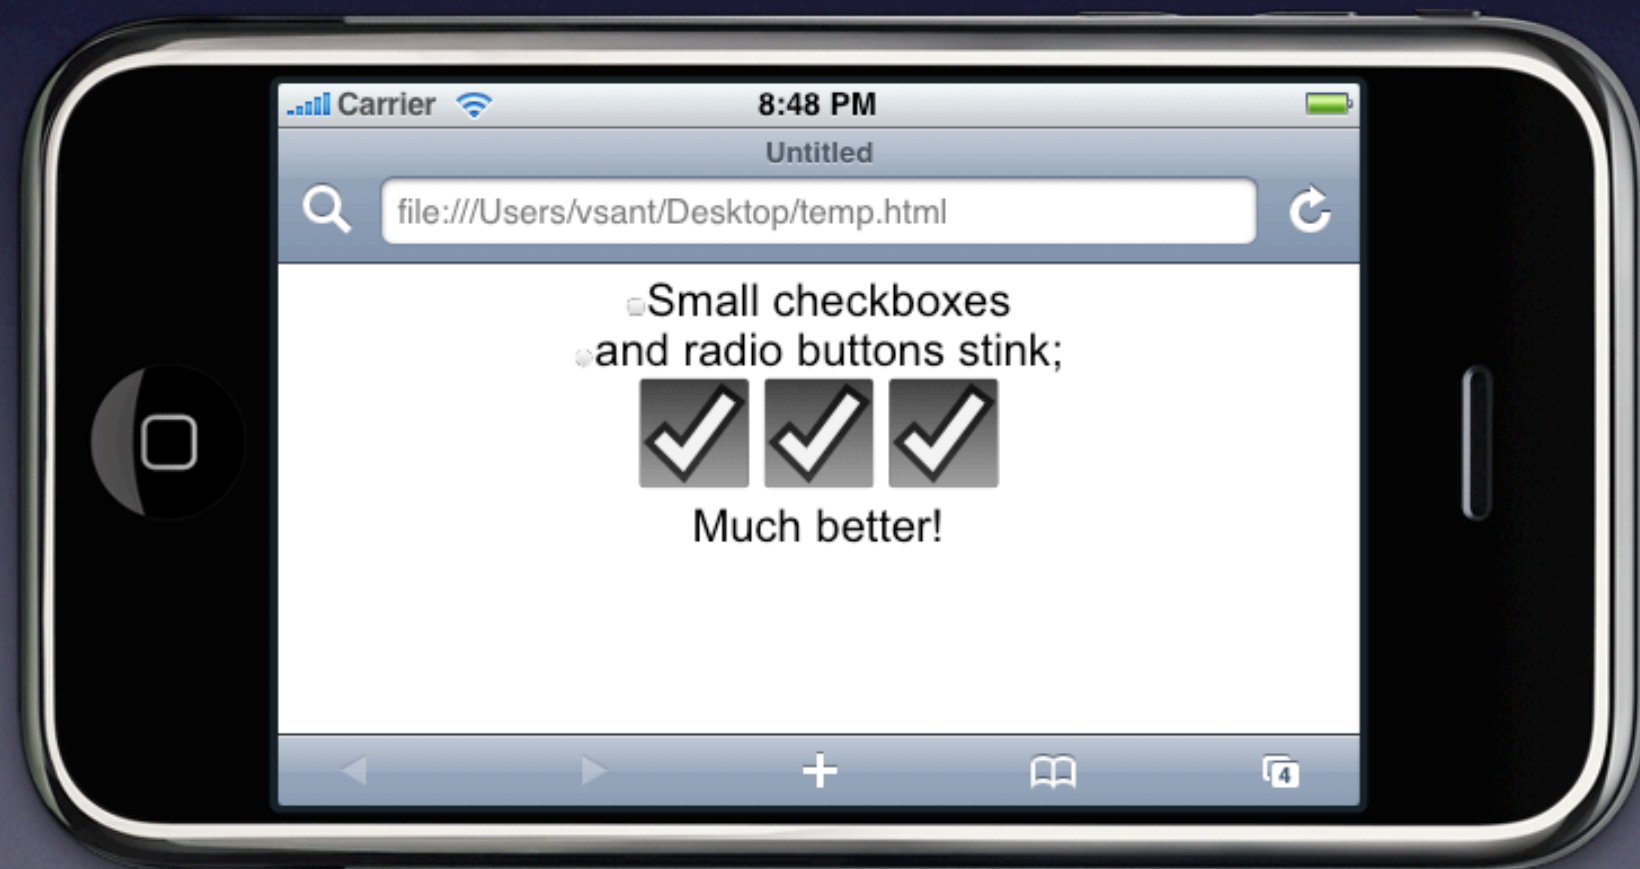 Carrier 8:48 PM
Untitled
file:///Users/vsant/Desktop/temp.html
Small checkboxes
and radio buttons stink;
Much better!
4